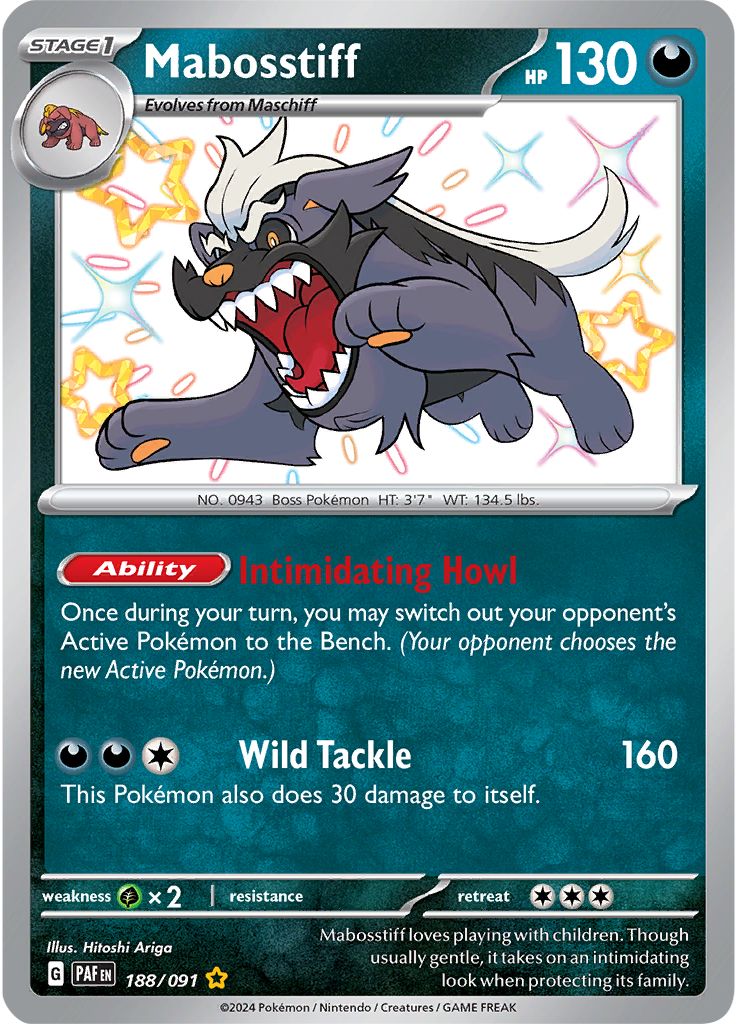 STAGE1
Mabosstiff
HP 130
Evolves from Maschiff
NO. 0943 Boss Pokémon HT: 3'7" WT: 134.5 lbs.
Ability Intimidating Howl
Once during your turn, you may switch out your opponent's
Active Pokémon to the Bench. (Your opponent chooses the
new Active Pokémon.)
Wild Tackle 160
This Pokémon also does 30 damage to itself.
weakness ×2 resistance retreat
Illus. Hitoshi Ariga
G PAF EN 188/091
Mabosstiff loves playing with children. Though
usually gentle, it takes on an intimidating
look when protecting its family.
©2024 Pokémon / Nintendo / Creatures / GAME FREAK